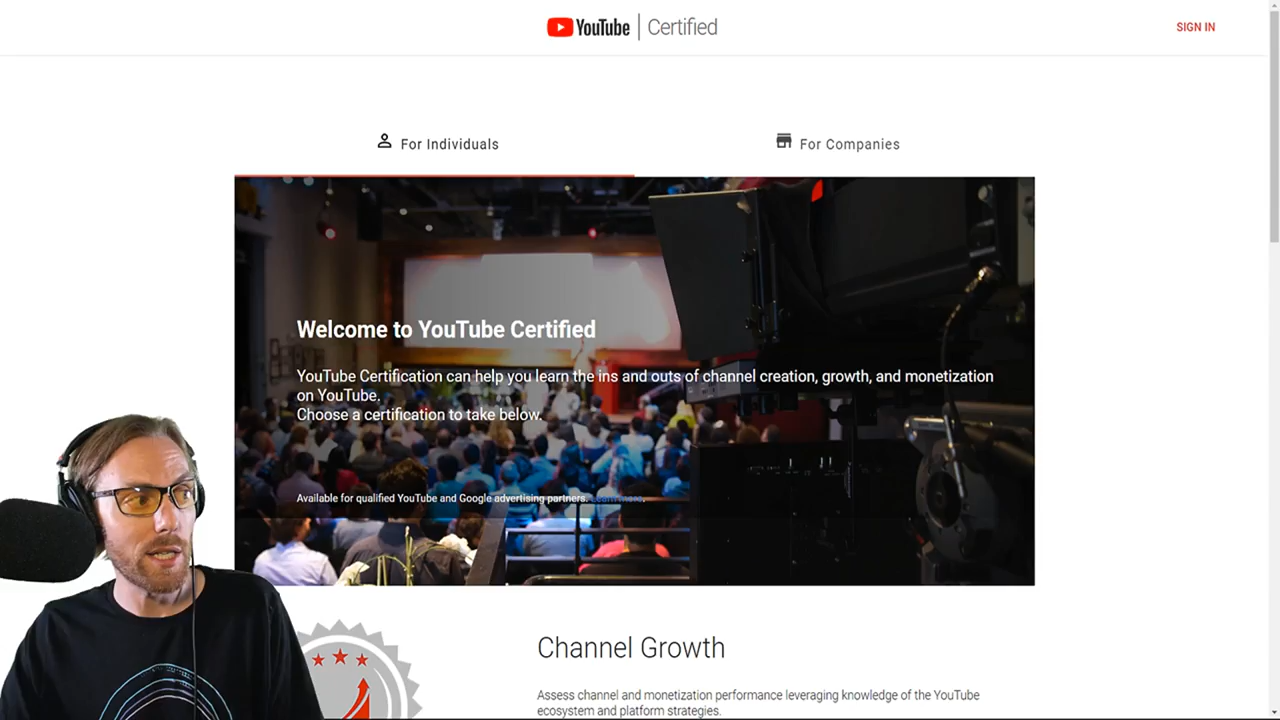 YouTube | Certified
SIGN IN
For Individuals
For Companies
Welcome to YouTube Certified
YouTube Certification can help you learn the ins and outs of channel creation, growth, and monetization
on YouTube.
Choose a certification to take below.
Available for qualified YouTube and Google advertising partners. Learn more.
Channel Growth
Assess channel and monetization performance leveraging knowledge of the YouTube
ecosystem and platform strategies.